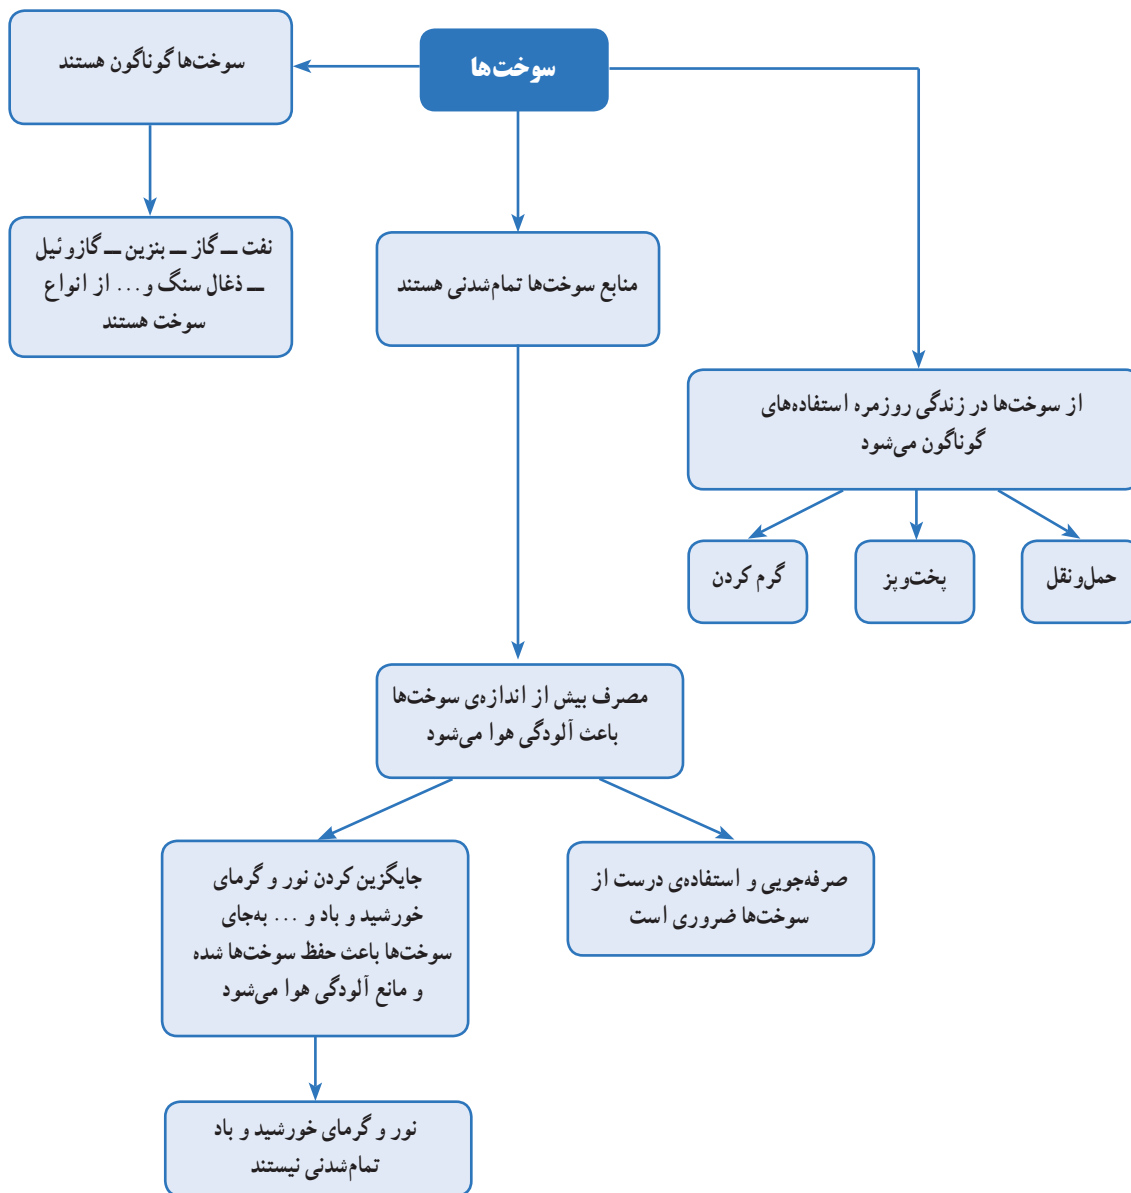 سوخت‌ها
سوخت‌ها گوناگون هستند
نفت ــ گاز ــ بنزین ــ گازوئیل
ــ ذغال سنگ و... از انواع
سوخت هستند
منابع سوخت‌ها تمام‌شدنی هستند
از سوخت‌ها در زندگی روزمره استفاده‌های
گوناگون می‌شود
حمل‌ونقل
پخت‌وپز
گرم کردن
مصرف بیش از اندازه‌ی سوخت‌ها
باعث آلودگی هوا می‌شود
صرفه‌جویی و استفاده‌ی درست از
سوخت‌ها ضروری است
جایگزین کردن نور و گرمای
خورشید و باد و ... به‌جای
سوخت‌ها باعث حفظ سوخت‌ها شده
و مانع آلودگی هوا می‌شود
نور و گرمای خورشید و باد
تمام‌شدنی نیستند